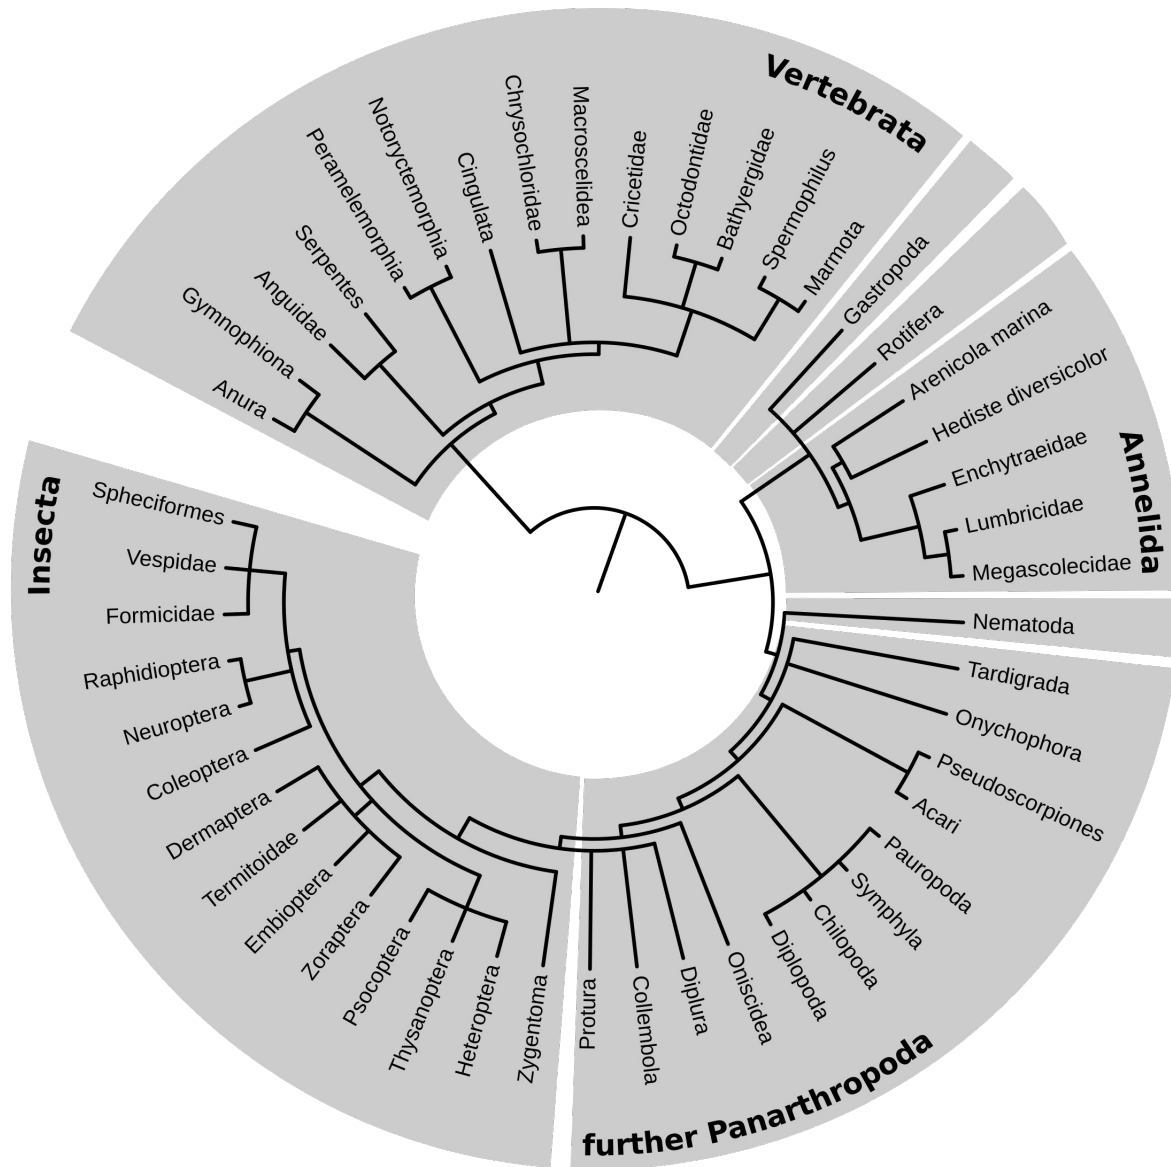 Vertebrata
Anura
Gymnophiona
Anguidae
Serpentes
Peramelemorphia
Notoryctemorphia
Cingulata
Chrysochloridae
Macroscelidea
Cricetidae
Octodontidae
Bathyergidae
Spermophilus
Marmota
Gastropoda
Rotifera
Annelida
Arenicola marina
Hediste diversicolor
Enchytraeidae
Lumbricidae
Megascolecidae
Nematoda
Tardigrada
Onychophora
Pseudoscorpiones
Acari
Pauropoda
Symphyla
Chilopoda
Diplopoda
Oniscidea
Diplura
Collembola
Protura
further Panarthropoda
Zygentoma
Heteroptera
Thysanoptera
Psocoptera
Zoraptera
Embioptera
Termitoidae
Dermaptera
Coleoptera
Neuroptera
Raphidioptera
Formicidae
Vespidae
Spheciformes
Insecta